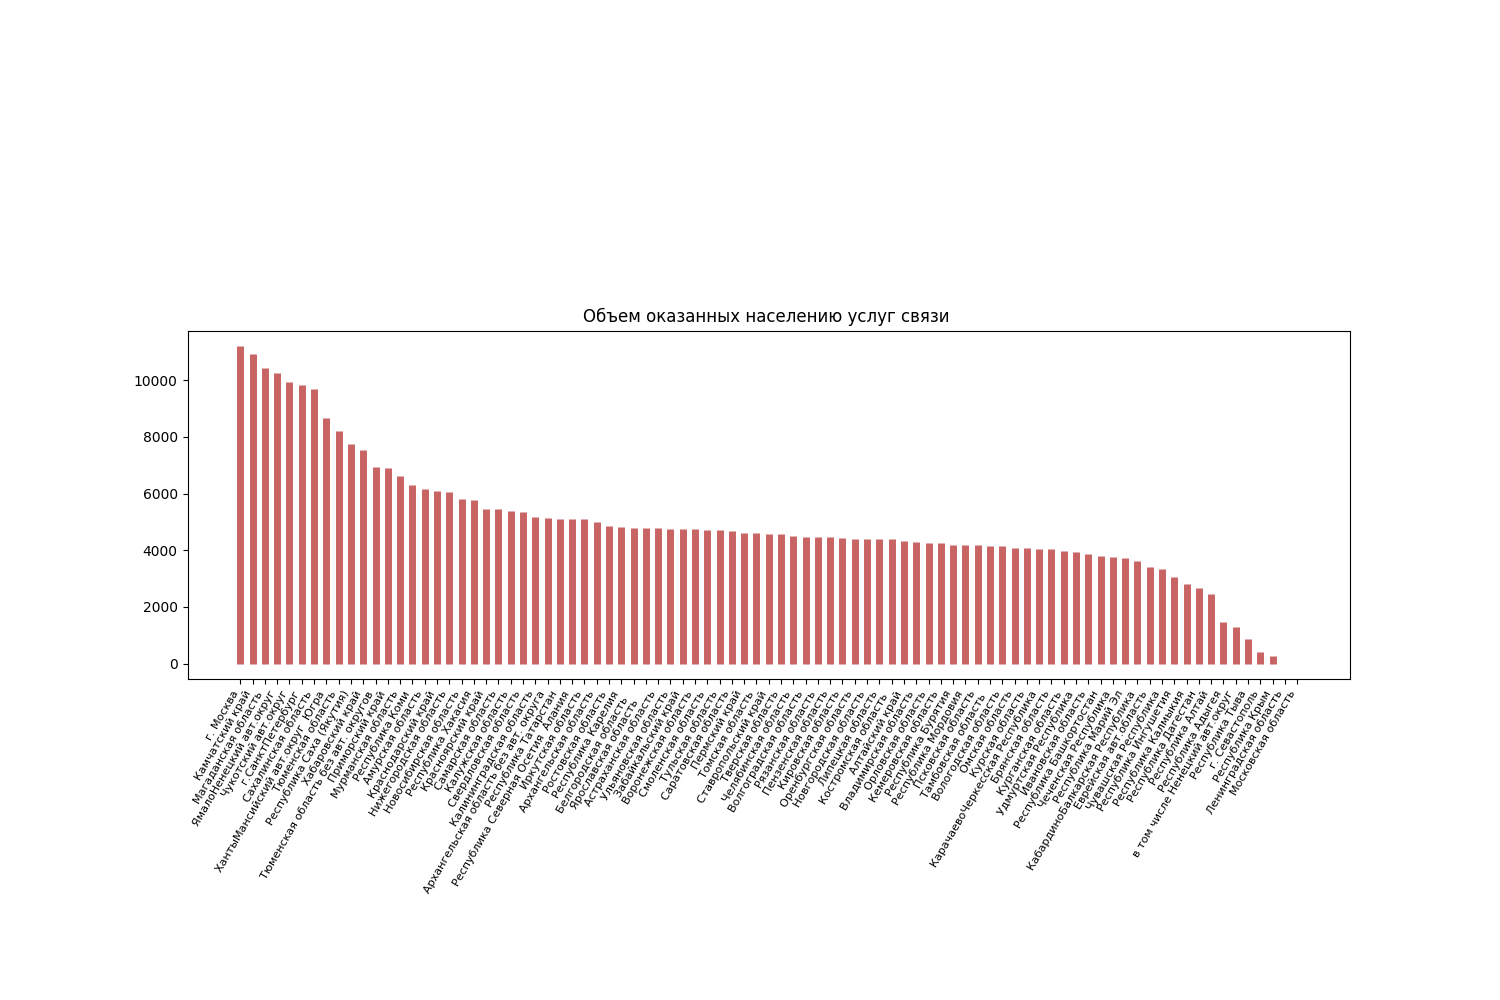 Объем оказанных населению услуг связи
10000
8000
6000
4000
2000
0
г. Москва
Камчатский край
Магаданская область
ЯмалоНенецкий авт. округ
Чукотский авт. округ
г. СанктПетербург
Сахалинская область
ХантыМансийский авт. округ  Югра
Тюменская область
Республика Саха (Якутия)
Хабаровский край
Тюменская область без авт. округов
Приморский край
Мурманская область
Республика Коми
Амурская область
Краснодарский край
Нижегородская область
Новосибирская область
Республика Хакасия
Красноярский край
Самарская область
Калужская область
Свердловская область
Калининградская область
Архангельская область без авт. округа
Республика Татарстан
Республика Северная Осетия  Алания
Иркутская область
Архангельская область
Ростовская область
Республика Карелия
Белгородская область
Ярославская область
Астраханская область
Ульяновская область
Забайкальский край
Воронежская область
Смоленская область
Тульская область
Саратовская область
Пермский край
Томская область
Ставропольский край
Тверская область
Челябинская область
Волгоградская область
Рязанская область
Пензенская область
Кировская область
Оренбургская область
Новгородская область
Липецкая область
Костромская область
Алтайский край
Владимирская область
Орловская область
Кемеровская область
Республика Бурятия
Республика Мордовия
Псковская область
Тамбовская область
Вологодская область
Омская область
Курская область
КарачаевоЧеркесская Республика
Брянская область
Курганская область
Удмуртская Республика
Ивановская область
Республика Башкортостан
Чеченская Республика
Республика Марий Эл
КабардиноБалкарская Республика
Еврейская авт. область
Чувашская Республика
Республика Ингушетия
Республика Калмыкия
Республика Дагестан
Республика Алтай
Республика Адыгея
в том числе Ненецкий авт. округ
Республика Тыва
г. Севастополь
Республика Крым
Ленинградская область
Московская область